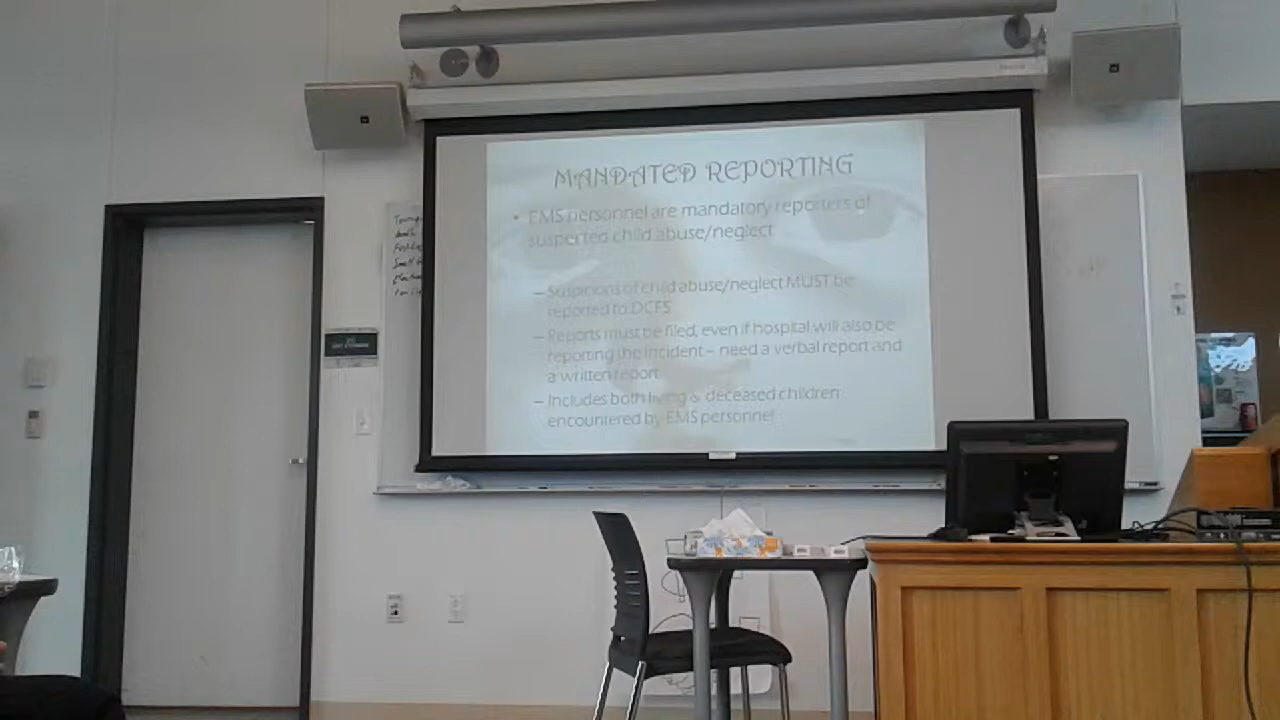 MANDATED REPORTING
• EMS personnel are mandatory reporters of
suspected child abuse/neglect
– Suspicions of child abuse/neglect MUST be
reported to DCFS
– Reports must be filed, even if hospital will also be
reporting the incident – need a verbal report and
a written report
– Includes both living & deceased children
encountered by EMS personnel